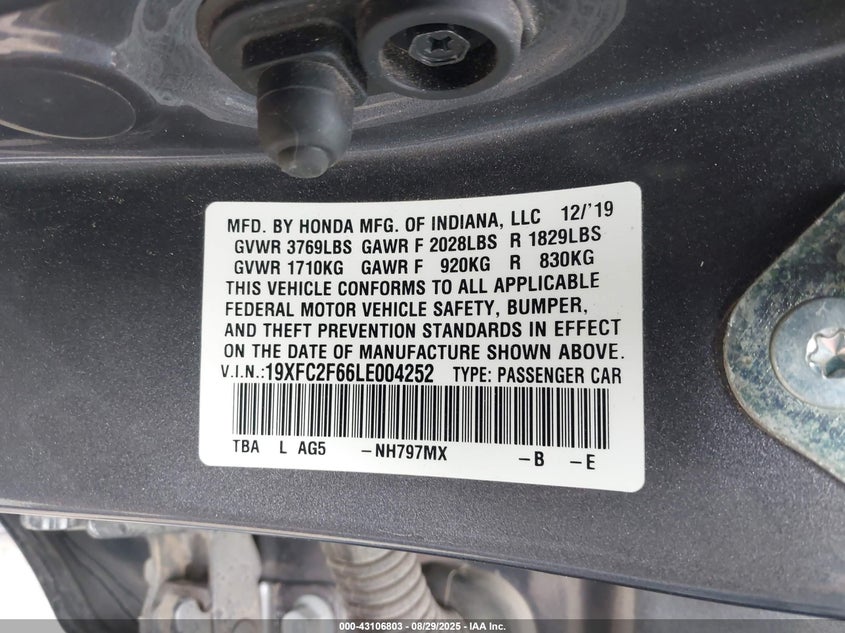 MFD. BY HONDA MFG. OF INDIANA, LLC 12/'19
GVWR 3769LBS GAWR F 2028LBS R 1829LBS
GVWR 1710KG GAWR F 920KG R 830KG
THIS VEHICLE CONFORMS TO ALL APPLICABLE
FEDERAL MOTOR VEHICLE SAFETY, BUMPER,
AND THEFT PREVENTION STANDARDS IN EFFECT
ON THE DATE OF MANUFACTURE SHOWN ABOVE.
V.I.N.:19XFC2F66LE004252 TYPE: PASSENGER CAR
TBA L AG5 –NH797MX –B –E
000-43106803 - 08/29/2025 - IAA, Inc.